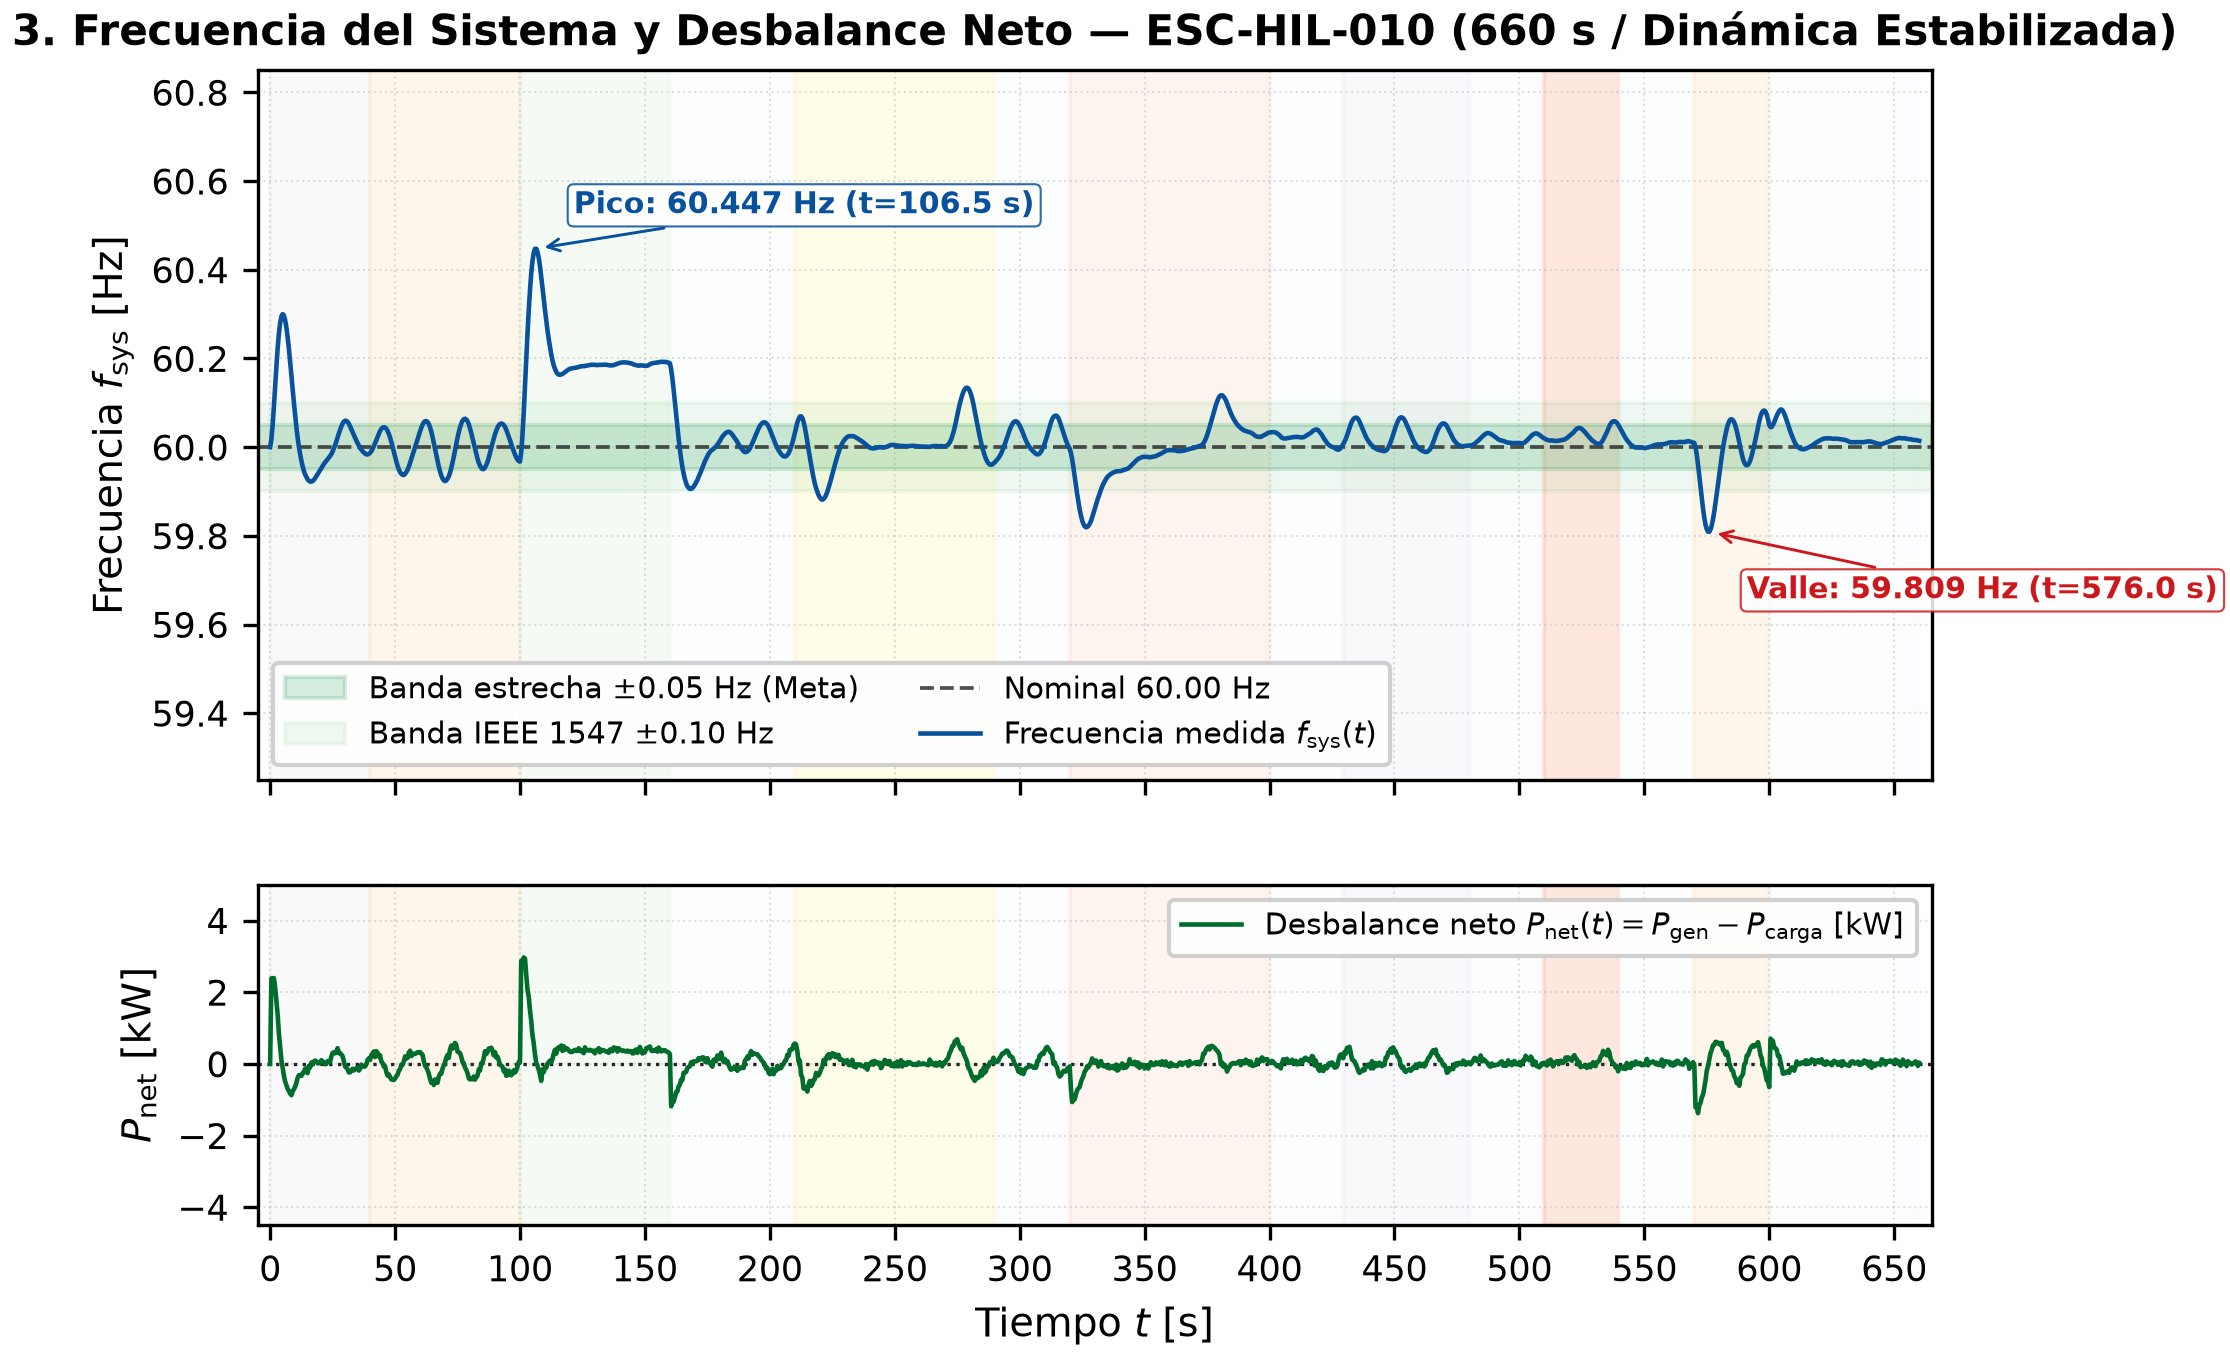 3. Frecuencia del Sistema y Desbalance Neto — ESC-HIL-010 (660 s / Dinámica Estabilizada)
Frecuencia f_sys [Hz]
60.8
60.6
60.4
60.2
60.0
59.8
59.6
59.4
Pico: 60.447 Hz (t=106.5 s)
Valle: 59.809 Hz (t=576.0 s)
Banda estrecha ±0.05 Hz (Meta)
Banda IEEE 1547 ±0.10 Hz
Nominal 60.00 Hz
Frecuencia medida f_sys(t)
P_net [kW]
4
2
0
−2
−4
Desbalance neto P_net(t) = P_gen − P_carga [kW]
0 50 100 150 200 250 300 350 400 450 500 550 600 650
Tiempo t [s]